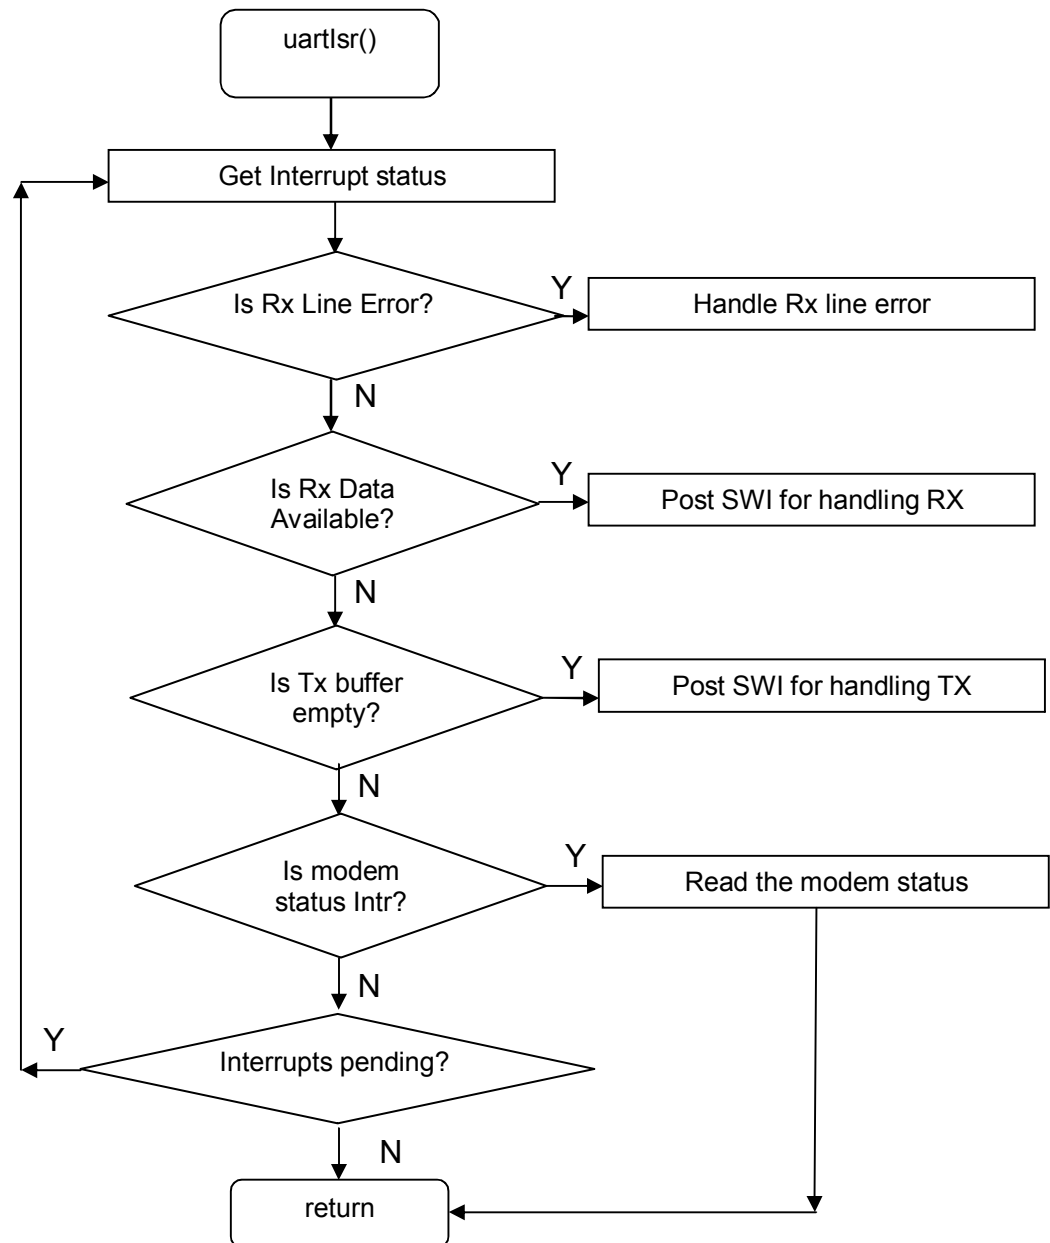 uartIsr()
Get Interrupt status
Is Rx Line Error?
Y
Handle Rx line error
N
Is Rx Data
Available?
Y
Post SWI for handling RX
N
Is Tx buffer
empty?
Y
Post SWI for handling TX
N
Is modem
status Intr?
Y
Read the modem status
N
Y
Interrupts pending?
N
return